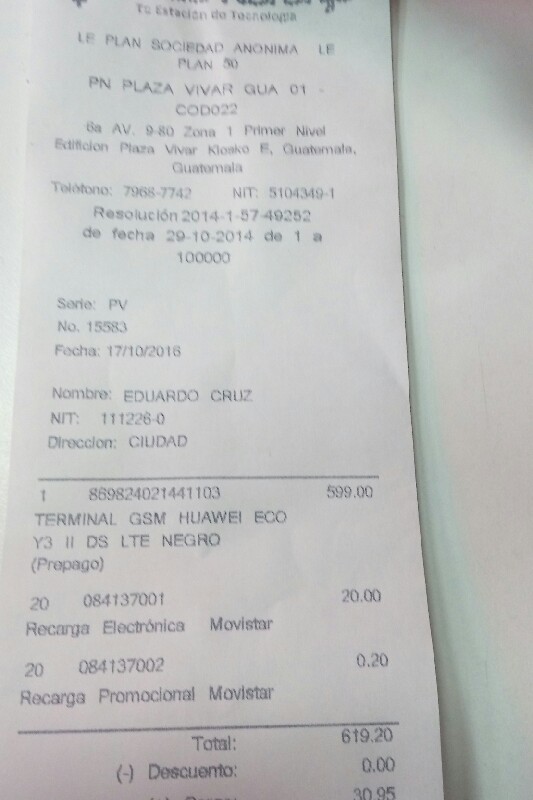 Tu Estación de Tecnología
LE PLAN SOCIEDAD ANONIMA LE
PLAN 50
PN PLAZA VIVAR GUA 01 -
COD022
6a AV. 9-80 Zona 1 Primer Nivel
Edificion Plaza Vivar Kiosko E, Guatemala,
Guatemala
Teléfono: 7968-7742 NIT: 5104349-1
Resolución 2014-1-57-49252
de fecha 29-10-2014 de 1 a
100000
Serie: PV
No. 15583
Fecha: 17/10/2016
Nombre: EDUARDO CRUZ
NIT: 111226-0
Direccion: CIUDAD
1 869824021441103 599.00
TERMINAL GSM HUAWEI ECO
Y3 II DS LTE NEGRO
(Prepago)
20 084137001 20.00
Recarga Electrónica Movistar
20 084137002 0.20
Recarga Promocional Movistar
Total: 619.20
(-) Descuento: 0.00
30.95